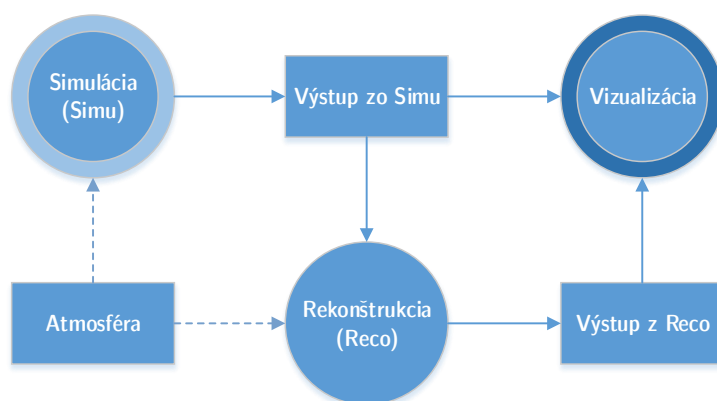 Simulácia
(Simu)
Výstup zo Simu
Vizualizácia
Atmosféra
Rekonštrukcia
(Reco)
Výstup z Reco